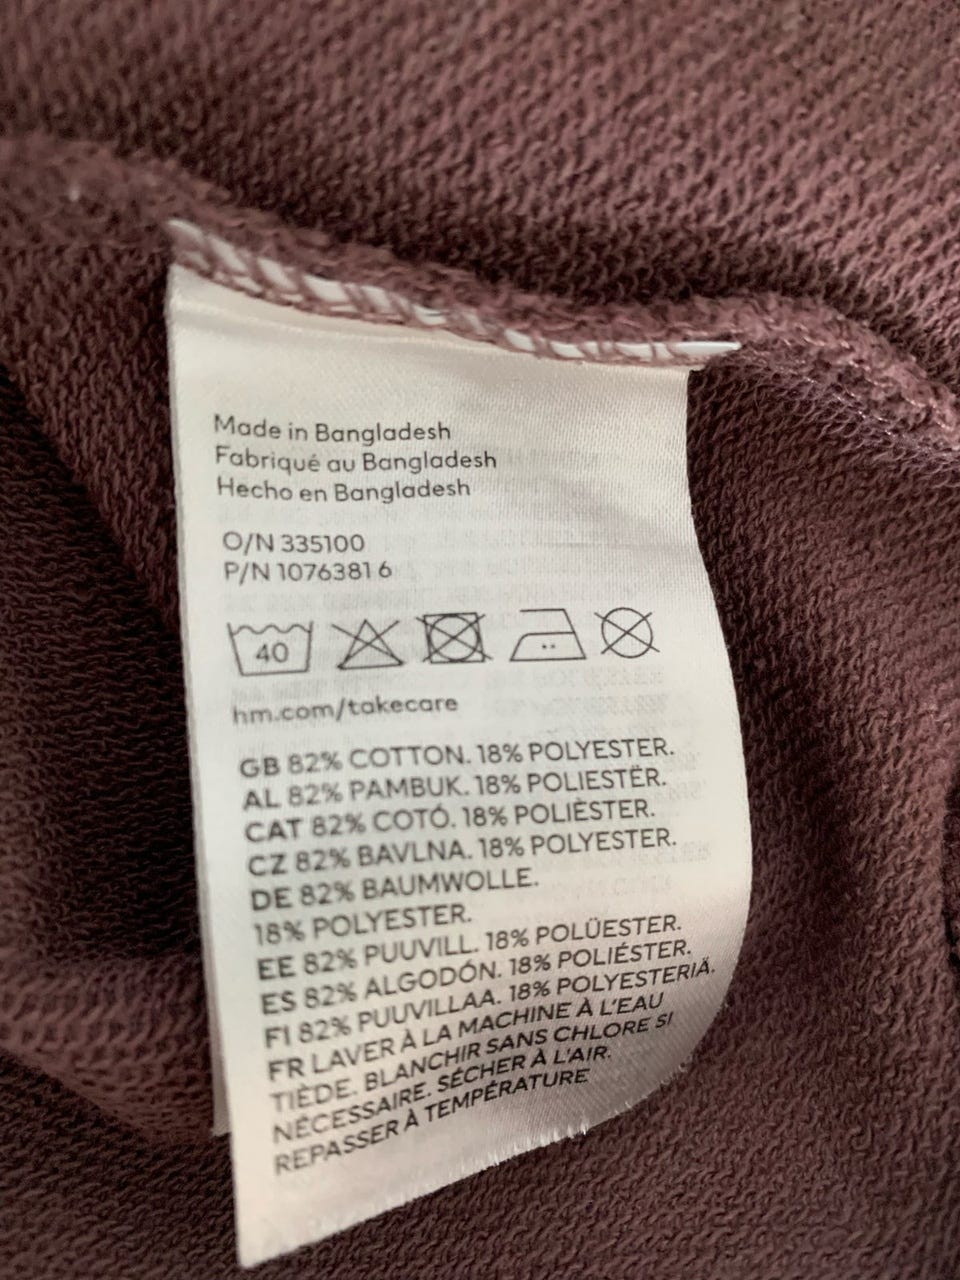 Made in Bangladesh
Fabriqué au Bangladesh
Hecho en Bangladesh
O/N 335100
P/N 1076381 6
40
hm.com/takecare
GB 82% COTTON. 18% POLYESTER.
AL 82% PAMBUK. 18% POLIESTËR.
CAT 82% COTÓ. 18% POLIÈSTER.
CZ 82% BAVLNA. 18% POLYESTER.
DE 82% BAUMWOLLE.
18% POLYESTER.
EE 82% PUUVILL. 18% POLÜESTER.
ES 82% ALGODÓN. 18% POLIÉSTER.
FI 82% PUUVILLAA. 18% POLYESTERIÄ.
FR LAVER À LA MACHINE À L'EAU
TIÈDE. BLANCHIR SANS CHLORE SI
NÉCESSAIRE. SÉCHER À L'AIR.
REPASSER À TEMPÉRATURE